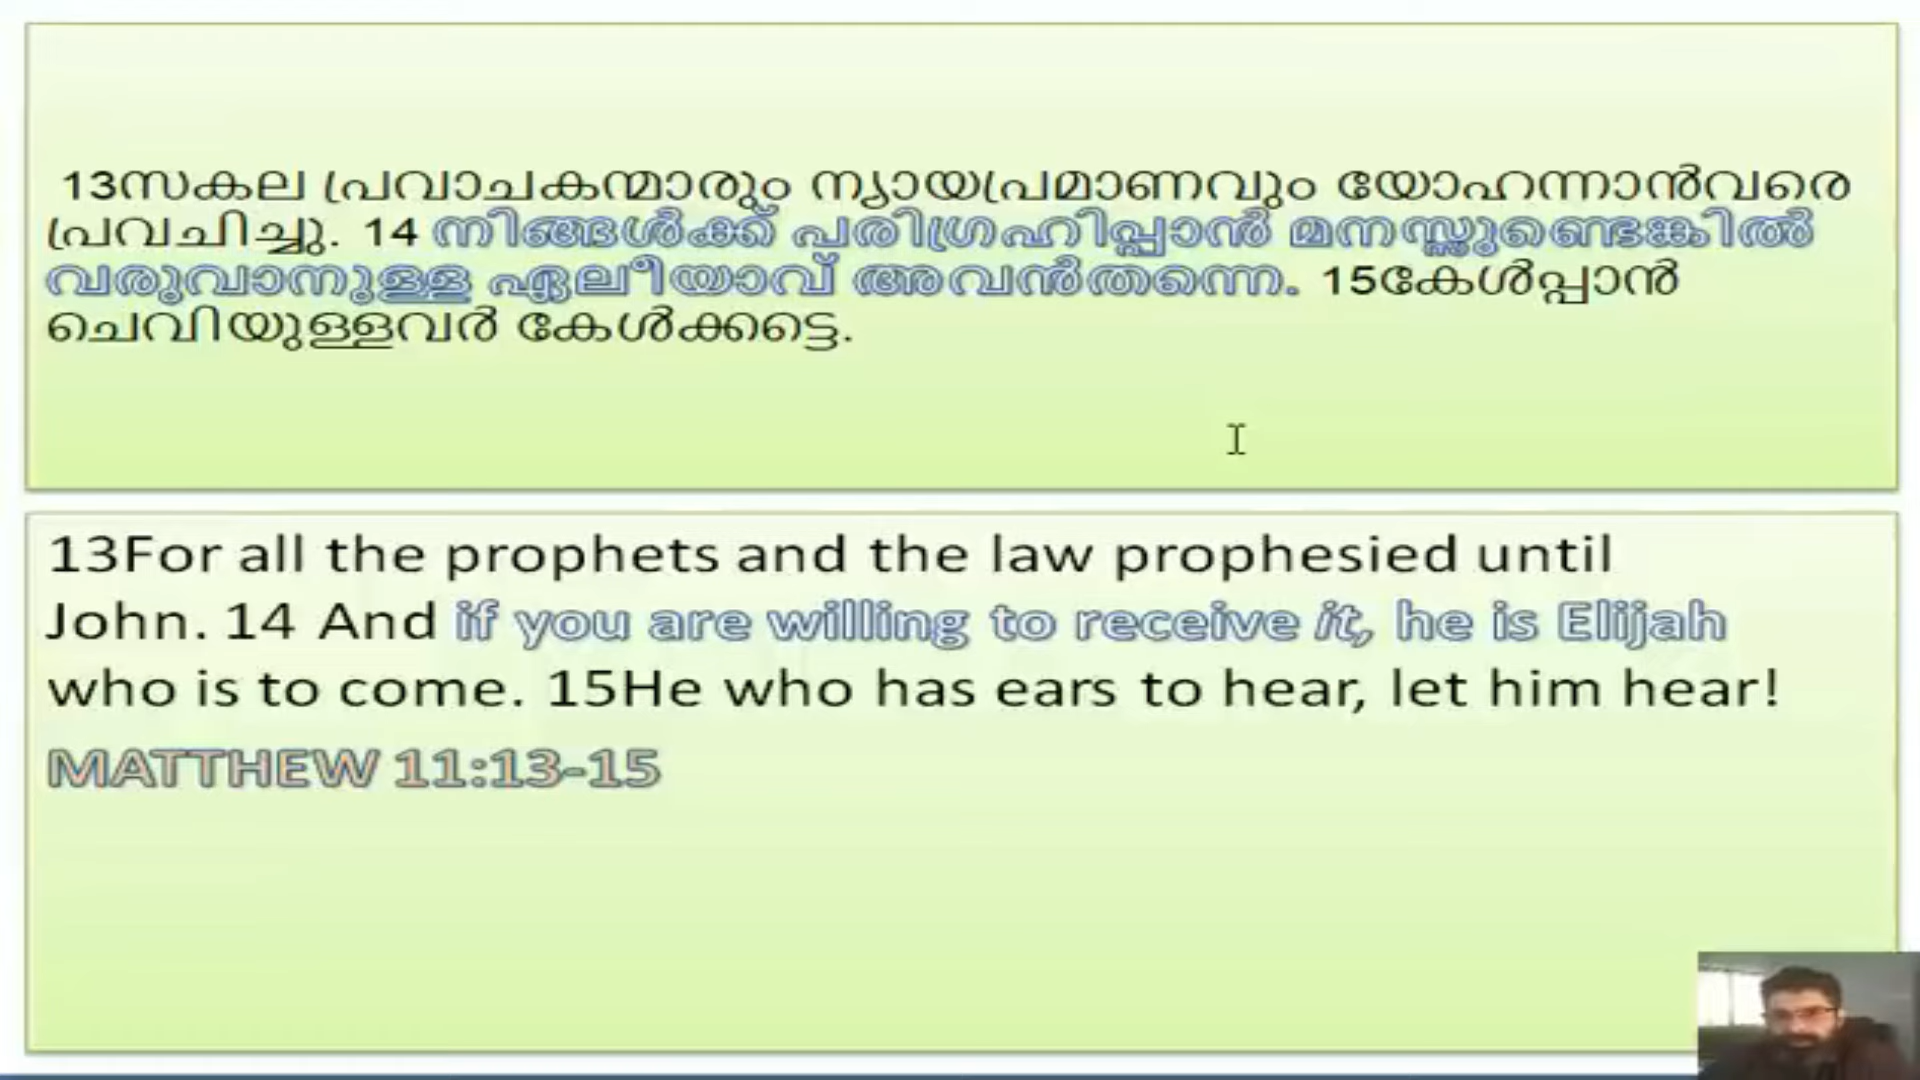 13സകല പ്രവാചകന്മാരും ന്യായപ്രമാണവും യോഹന്നാൻവരെ
പ്രവചിച്ചു. 14 നിങ്ങൾക്ക് പരിഗ്രഹിപ്പാൻ മനസ്സുണ്ടെങ്കിൽ
വരുവാനുള്ള ഏലീയാവ് അവൻതന്നെ. 15കേൾപ്പാൻ
ചെവിയുള്ളവർ കേൾക്കട്ടെ.
13For all the prophets and the law prophesied until
John. 14 And if you are willing to receive it, he is Elijah
who is to come. 15He who has ears to hear, let him hear!
MATTHEW 11:13-15